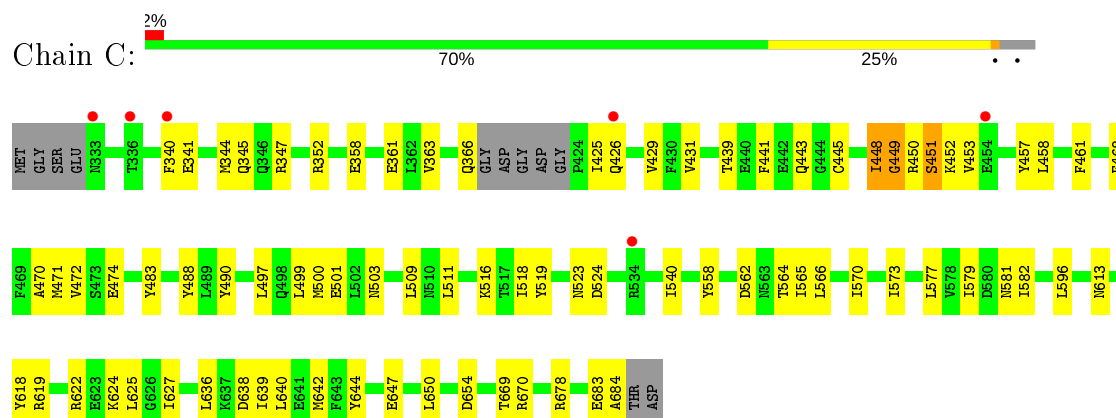 2%
Chain C:
70% 25% • •
MET GLY SER GLU N333 T336 F340 E341 M344 Q345 Q346 R347 R352 E358 E361 L362 V363 Q366 GLY ASP GLY ASP GLY P424 I425 Q426 V429 F430 V431 T439 E440 F441 E442 Q443 G444 C445 I448 G449 R450 S451 K452 V453 E454 Y457 L458 F461
F469 A470 M471 V472 S473 E474 Y483 Y488 L489 Y490 L497 Q498 L499 M500 E501 L502 N503 L509 N510 L511 K516 T517 I518 Y519 N523 D524 R534 I540 Y558 D562 N563 T564 I565 L566 I570 I573 L577 V578 I579 D580 N581 I582 L596 N613
Y618 R619 R622 E623 K624 L625 G626 I627 L636 K637 D638 I639 L640 E641 M642 F643 Y644 E647 L650 D654 T669 R670 R678 E683 A684 THR ASP